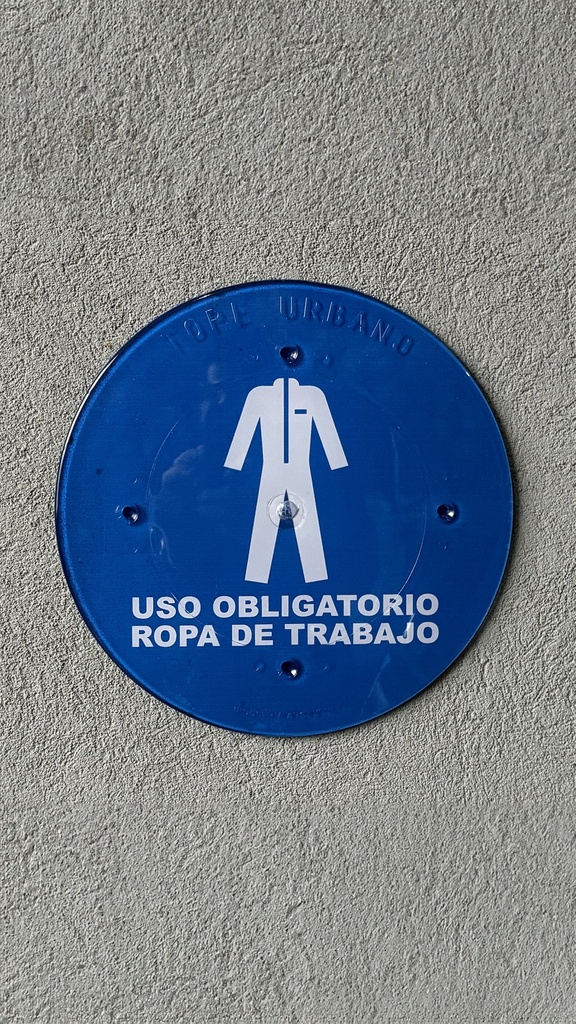 TOPE URBANO
USO OBLIGATORIO
ROPA DE TRABAJO